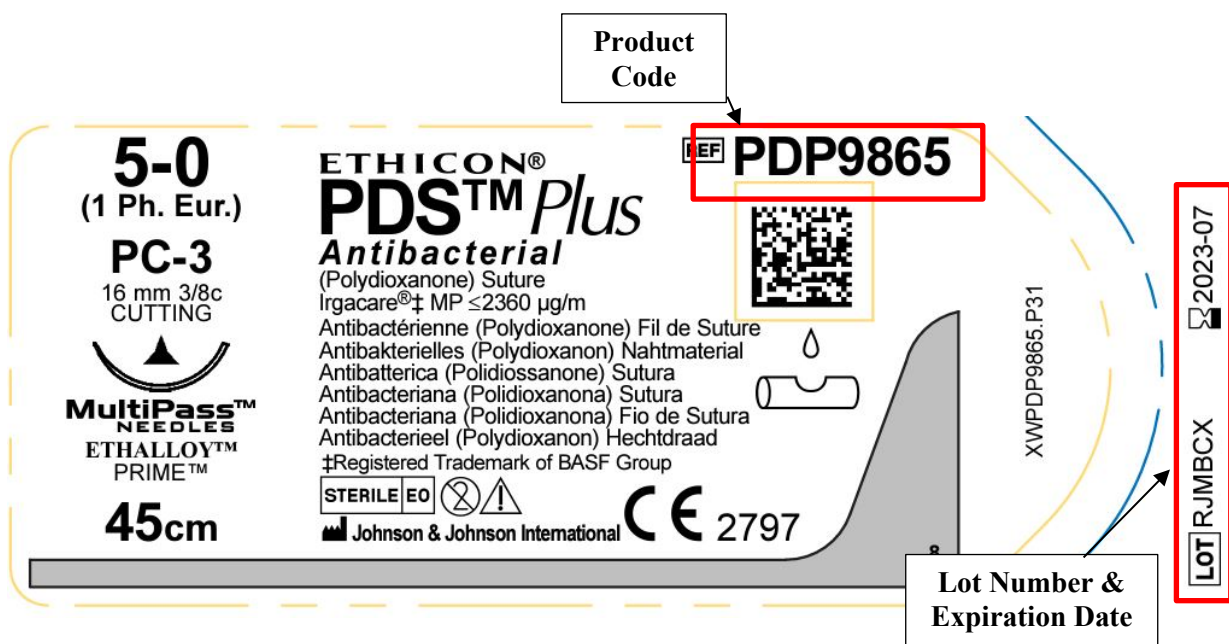 Product
Code
5-0
(1 Ph. Eur.)
PC-3
16 mm 3/8c
CUTTING
MultiPass™
NEEDLES
ETHALLOY™
PRIME™
45cm
ETHICON®
PDS™ Plus
Antibacterial
(Polydioxanone) Suture
Irgacare®‡ MP ≤2360 µg/m
Antibactérienne (Polydioxanone) Fil de Suture
Antibakterielles (Polydioxanon) Nahtmaterial
Antibatterica (Polidiossanone) Sutura
Antibacteriana (Polidioxanona) Sutura
Antibacteriana (Polidioxanona) Fio de Sutura
Antibacterieel (Polydioxanon) Hechtdraad
‡Registered Trademark of BASF Group
STERILE EO 2
Johnson & Johnson International CE 2797
REF PDP9865
XWPDP9865.P31
LOT RJMBCX 2023-07
Lot Number &
Expiration Date